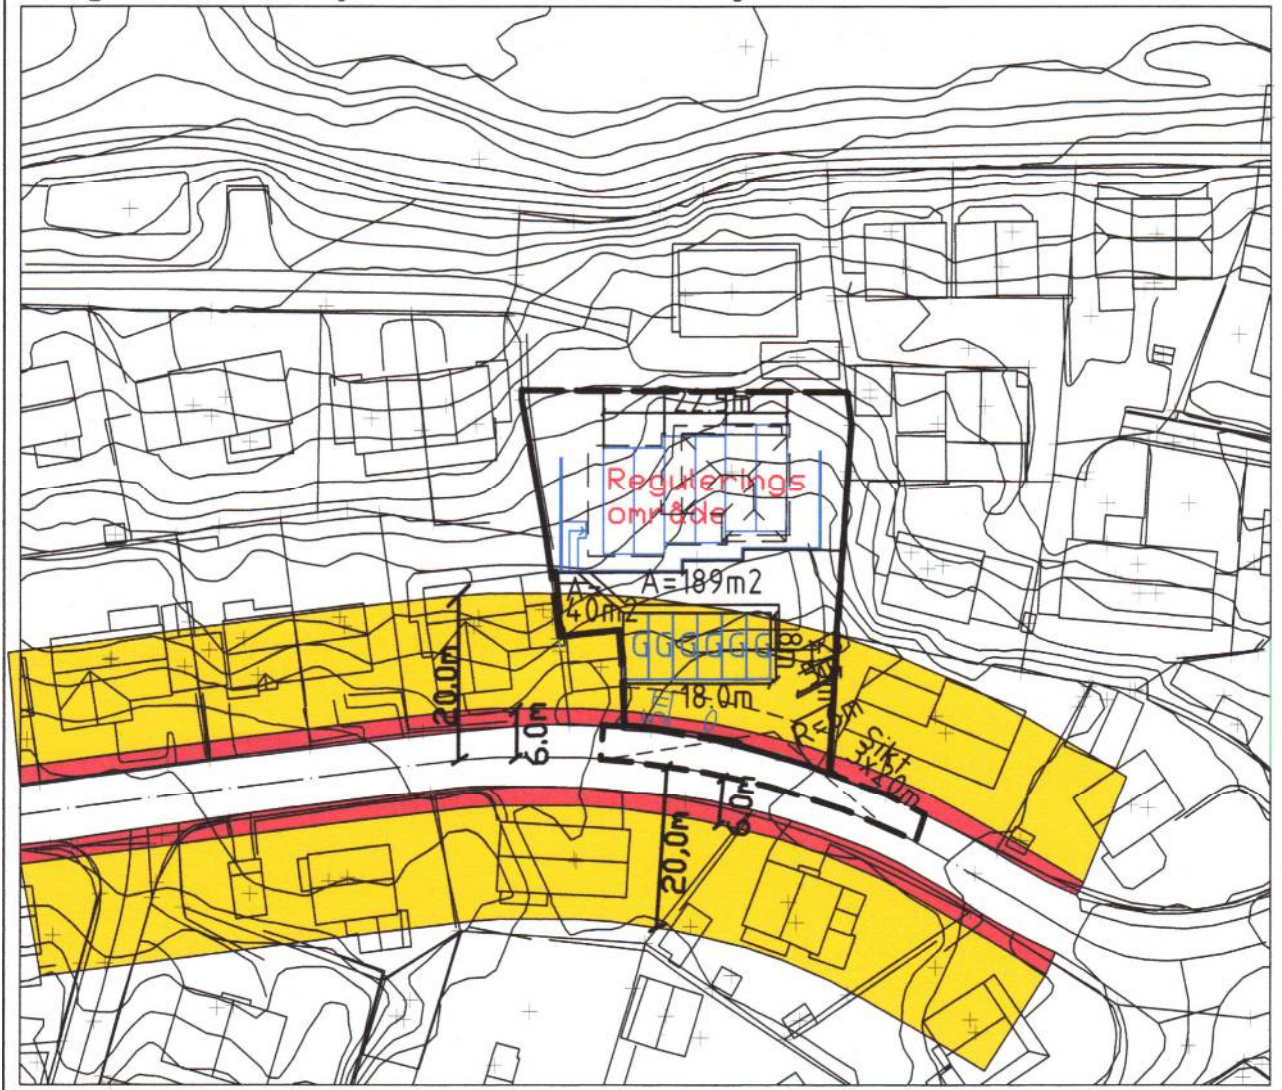 22.5m
Regulerings
område
A=189m2
A=
40m2
GGGGGG
8m
18.0m
20.0m
6.0m
Sikt
3x20m
6.0m
20,0m